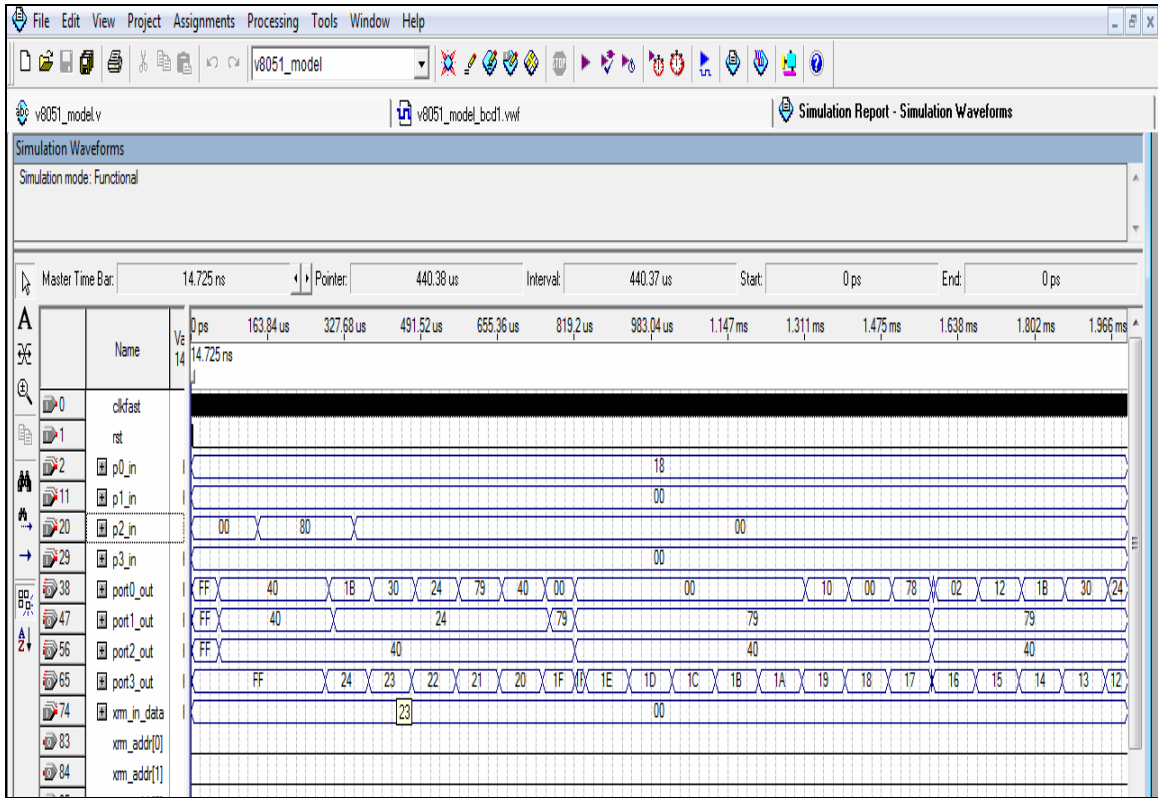 File Edit View Project Assignments Processing Tools Window Help
v8051_model
v8051_model.v v8051_model_bcd1.vwf Simulation Report - Simulation Waveforms
Simulation Waveforms
Simulation mode: Functional
Master Time Bar: 14.725 ns Pointer: 440.38 us Interval: 440.37 us Start: 0 ps End: 0 ps
Name Va 14
0 ps 163.84 us 327.68 us 491.52 us 655.36 us 819.2 us 983.04 us 1.147 ms 1.311 ms 1.475 ms 1.638 ms 1.802 ms 1.966 ms
14.725 ns
0 clkfast
1 rst
2 p0_in 18
11 p1_in 00
20 p2_in 00 80 00
29 p3_in 00
38 port0_out FF 40 1B 30 24 79 40 00 00 10 00 78 02 12 1B 30 24
47 port1_out FF 40 24 79 79 79
56 port2_out FF 40 40 40
65 port3_out FF 24 23 22 21 20 1F 1E 1D 1C 1B 1A 19 18 17 16 15 14 13 12
74 xrm_in_data 23 00
83 xrm_addr[0]
84 xrm_addr[1]